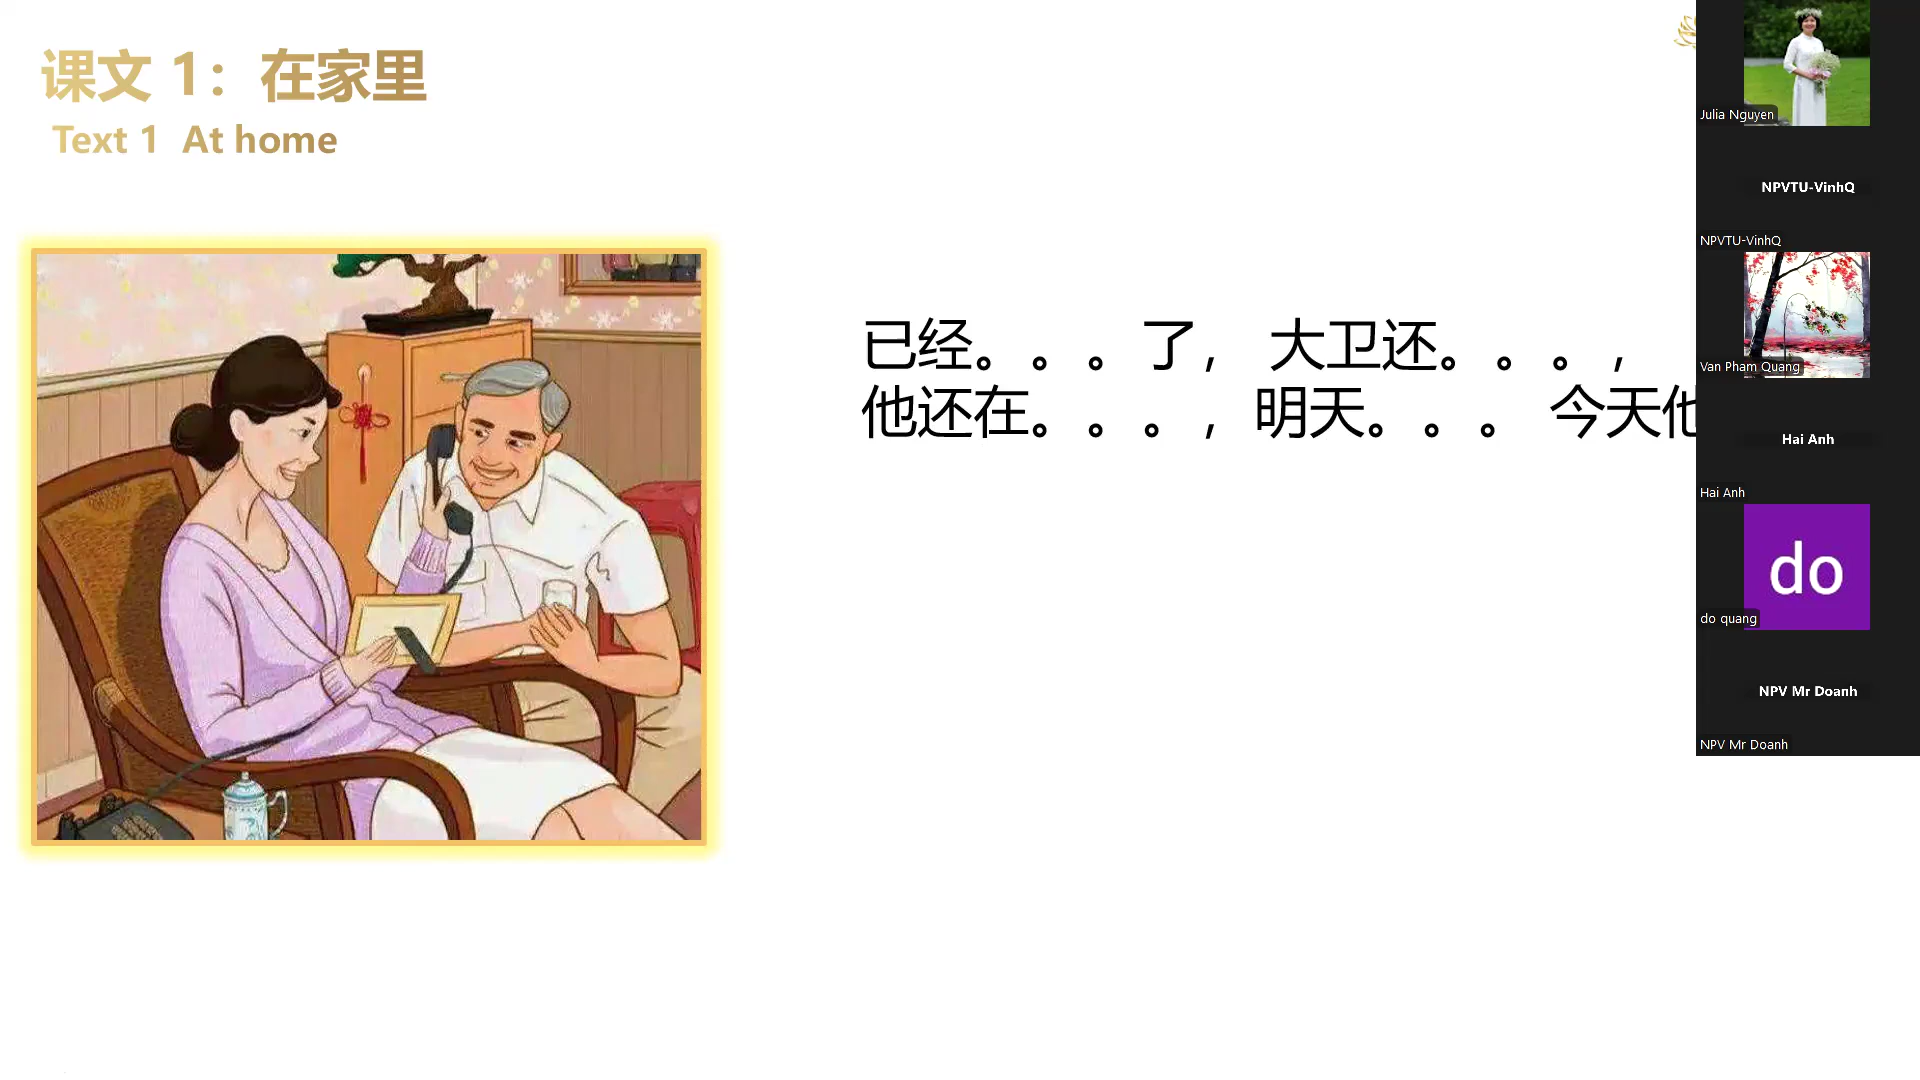 课文 1：在家里
Text 1 At home
已经。。。了， 大卫还。。。，
他还在。。。，明天。。。 今天他
Julia Nguyen
NPVTU-VinhQ
NPVTU-VinhQ
Van Pham Quang
Hai Anh
Hai Anh
do
do quang
NPV Mr Doanh
NPV Mr Doanh